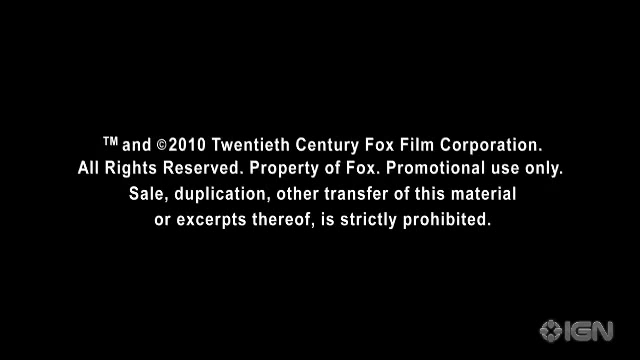 TM and ©2010 Twentieth Century Fox Film Corporation.
All Rights Reserved. Property of Fox. Promotional use only.
Sale, duplication, other transfer of this material
or excerpts thereof, is strictly prohibited.
IGN